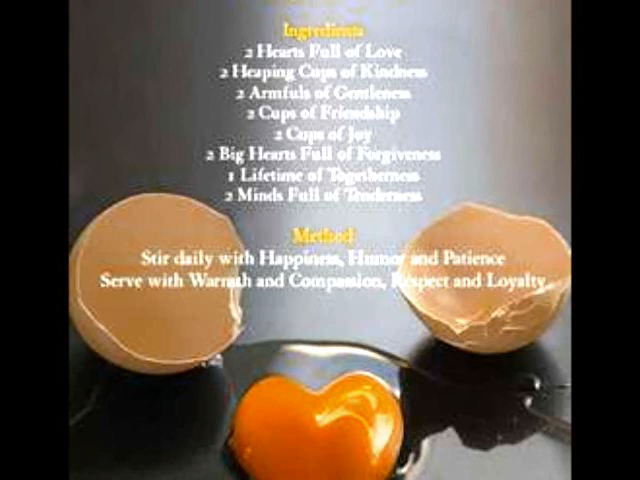 Ingredients
2 Hearts Full of Love
2 Heaping Cups of Kindness
2 Armfuls of Gentleness
2 Cups of Friendship
2 Cups of Joy
2 Big Hearts Full of Forgiveness
1 Lifetime of Togetherness
2 Minds Full of Tenderness
Method
Stir daily with Happiness, Humor and Patience
Serve with Warmth and Compassion, Respect and Loyalty